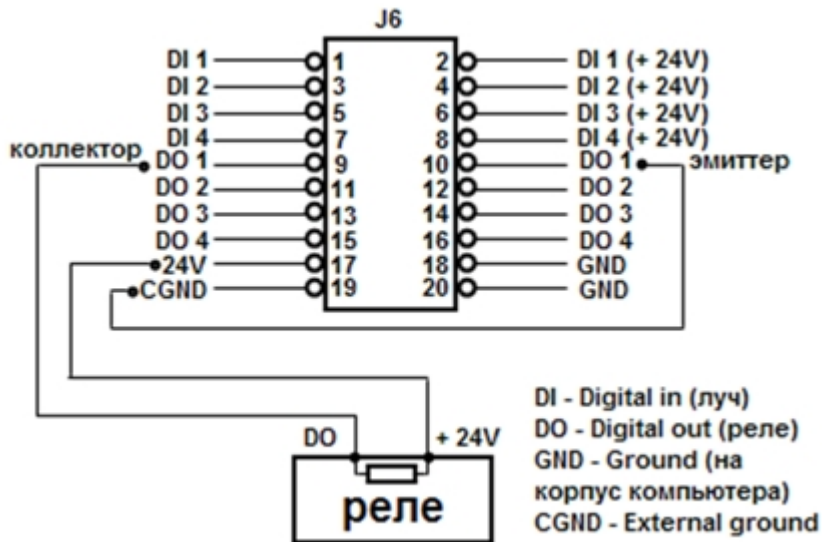 J6
DI 1 1 2 DI 1 (+ 24V)
DI 2 3 4 DI 2 (+ 24V)
DI 3 5 6 DI 3 (+ 24V)
DI 4 7 8 DI 4 (+ 24V)
коллектор DO 1 9 10 DO 1 эмиттер
DO 2 11 12 DO 2
DO 3 13 14 DO 3
DO 4 15 16 DO 4
24V 17 18 GND
CGND 19 20 GND
DO + 24V
реле
DI - Digital in (луч)
DO - Digital out (реле)
GND - Ground (на
корпус компьютера)
CGND - External ground